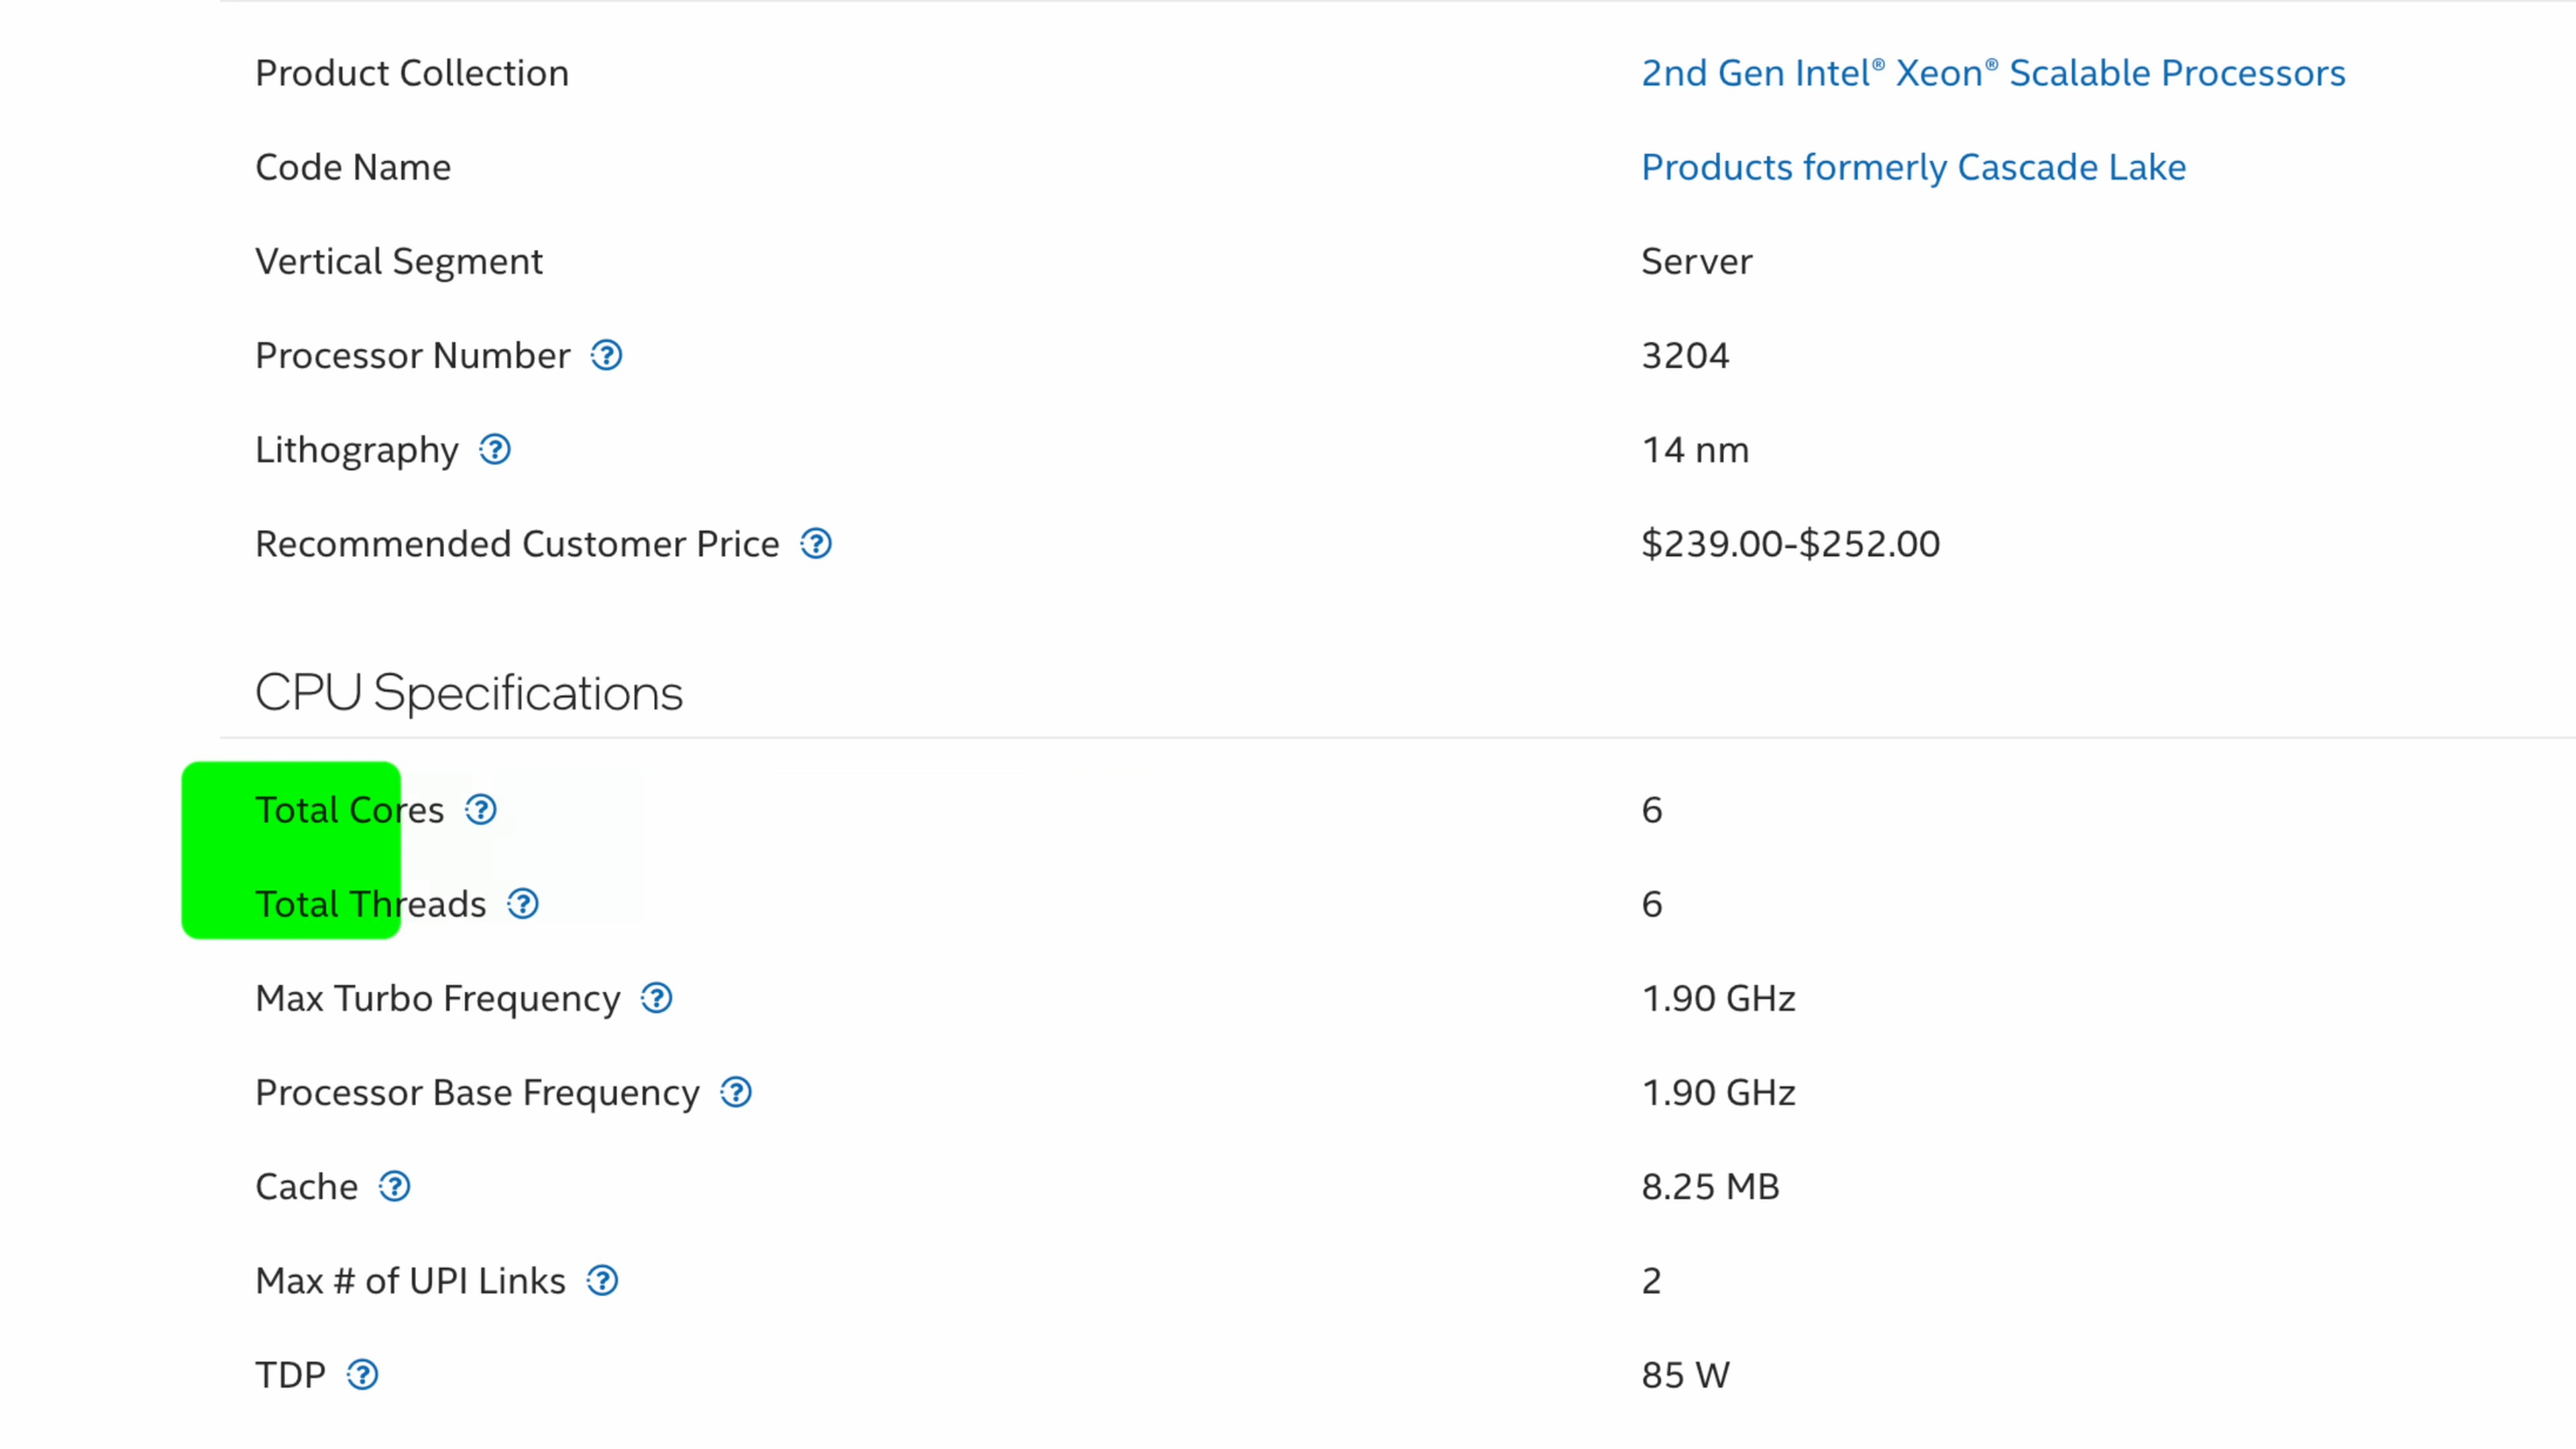 Product Collection 2nd Gen Intel® Xeon® Scalable Processors
Code Name Products formerly Cascade Lake
Vertical Segment Server
Processor Number 3204
Lithography 14 nm
Recommended Customer Price $239.00-$252.00
CPU Specifications
Total Cores 6
Total Threads 6
Max Turbo Frequency 1.90 GHz
Processor Base Frequency 1.90 GHz
Cache 8.25 MB
Max # of UPI Links 2
TDP 85 W